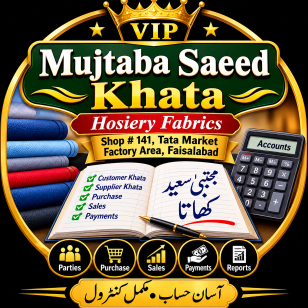 VIP
Mujtaba Saeed
Khata
Hosiery Fabrics
Shop # 141, Tata Market
Factory Area, Faisalabad
Accounts
Customer Khata
Supplier Khata
Purchase
Sales
Payments
مجتبیٰ سعید
کھاتا
Parties
Purchase
Sales
Payments
Reports
آسان حساب • مکمل کنٹرول